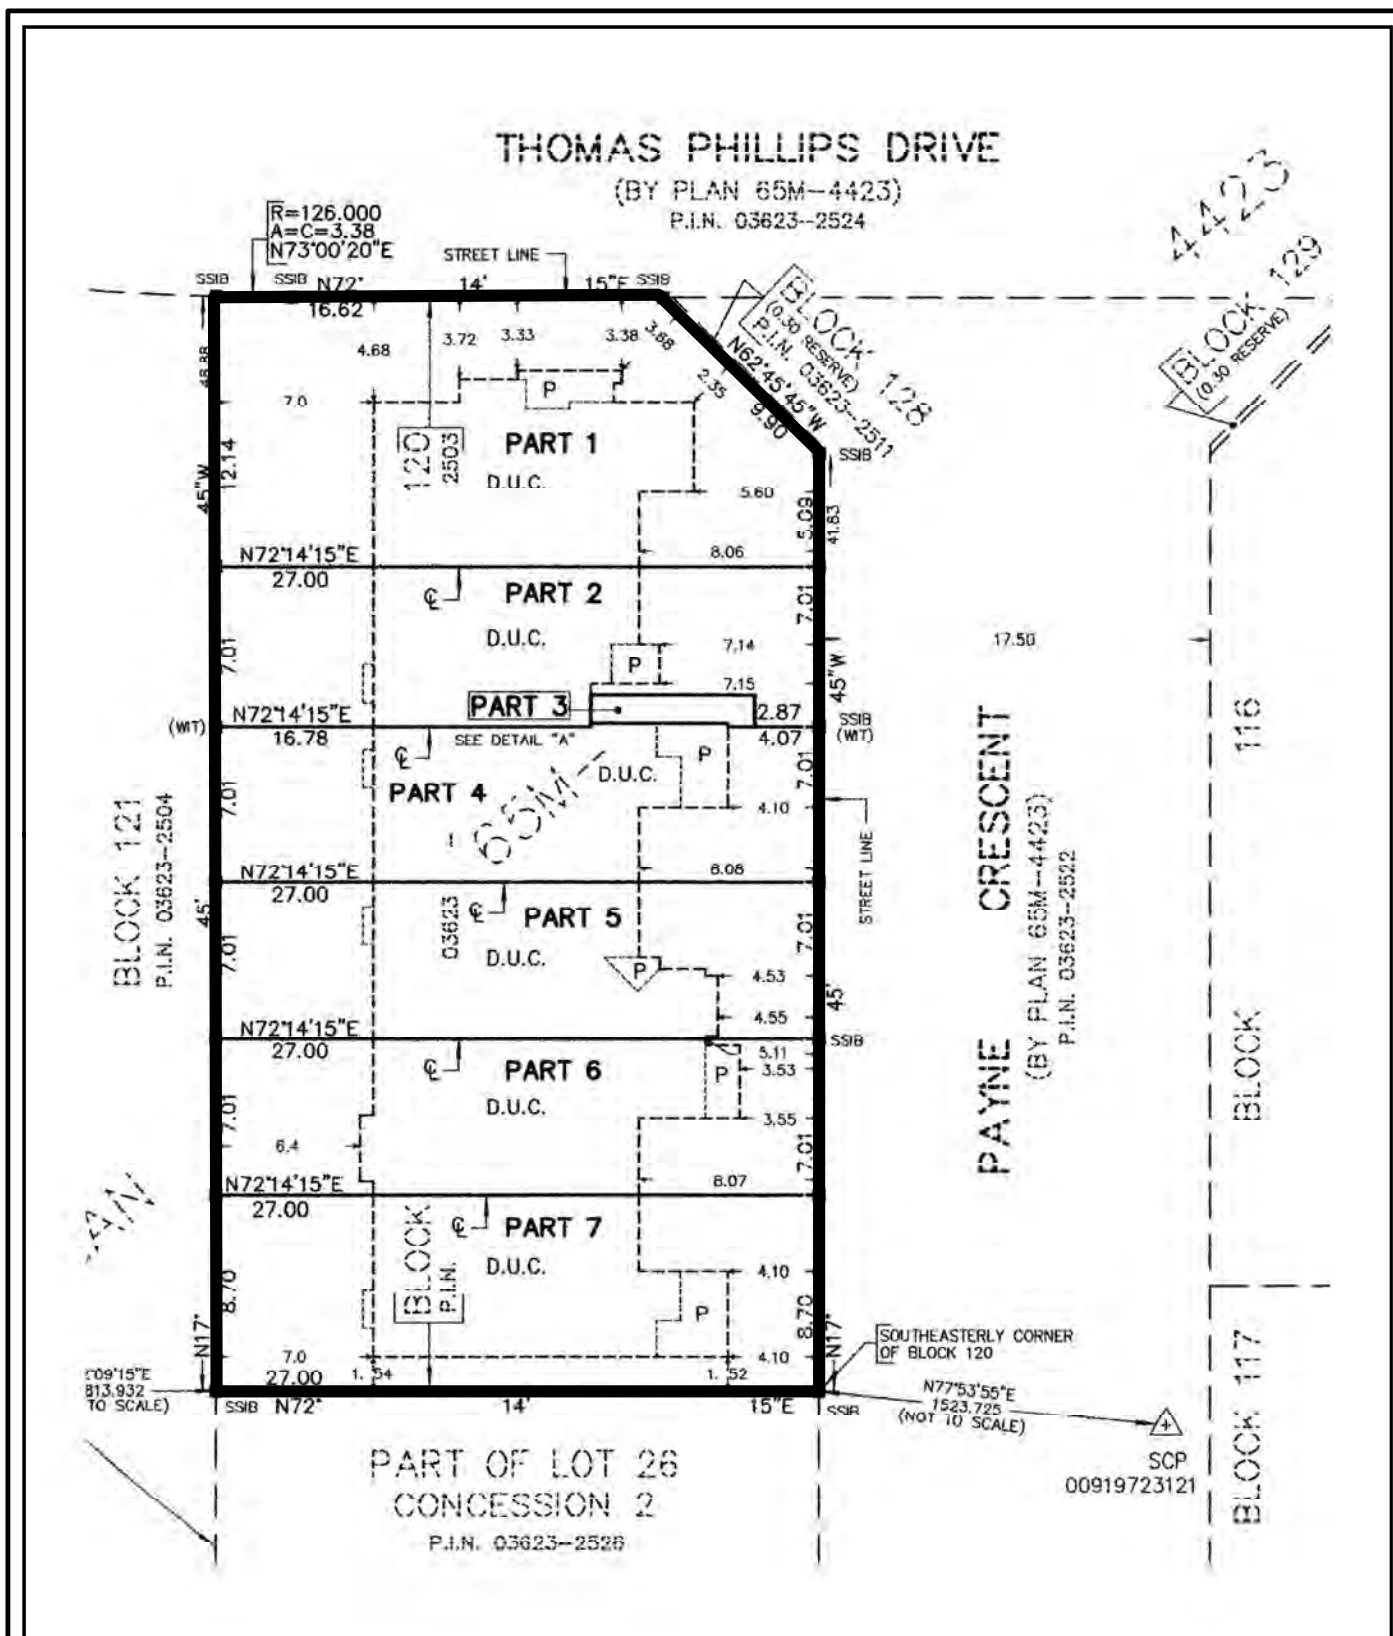 THOMAS PHILLIPS DRIVE
(BY PLAN 65M-4423)
P.I.N. 03623-2524
4423
R=126.000
A=C=3.38
N73°00'20"E
STREET LINE
SSIB
SSIB
N72°
14'
15"E
SSIB
16.62
BLOCK 128
(0.30 RESERVE)
P.I.N. 03623-2511
BLOCK 129
(0.30 RESERVE)
N62°45'45"W
9.90
4.68
3.72
3.33
3.38
3.68
2.35
7.0
P
PART 1
D.U.C.
120
2503
12.14
45"W
SSIB
5.60
5.09
41.63
8.06
N72°14'15"E
27.00
PART 2
D.U.C.
7.01
7.01
7.14
P
7.15
17.50
45"W
PART 3
2.87
(WIT)
N72°14'15"E
16.78
SEE DETAIL "A"
4.07
SSIB
(WIT)
P
D.U.C.
PART 4
65M-
7.01
7.01
4.10
STREET LINE
BLOCK 121
P.I.N. 03623-2504
N72°14'15"E
27.00
8.08
45'
03623
PART 5
D.U.C.
7.01
7.01
P
4.53
4.55
45'
PAYNE CRESCENT
(BY PLAN 65M-4423)
P.I.N. 03623-2522
BLOCK 116
N72°14'15"E
27.00
SSIB
5.11
3.53
PART 6
D.U.C.
P
3.55
7.01
7.01
6.4
8.07
N72°14'15"E
27.00
PART 7
D.U.C.
BLOCK
P.I.N.
4.10
P
8.70
8.70
N17°
N17°
7.0
27.00
1.54
1.52
4.10
SOUTHEASTERLY CORNER
OF BLOCK 120
:09'15"E
813.932
TO SCALE)
SSIB
N72°
14'
15"E
SSIB
N77°53'55"E
1523.725
(NOT TO SCALE)
SCP
00919723121
BLOCK 117
PART OF LOT 26
CONCESSION 2
P.I.N. 03623-2526